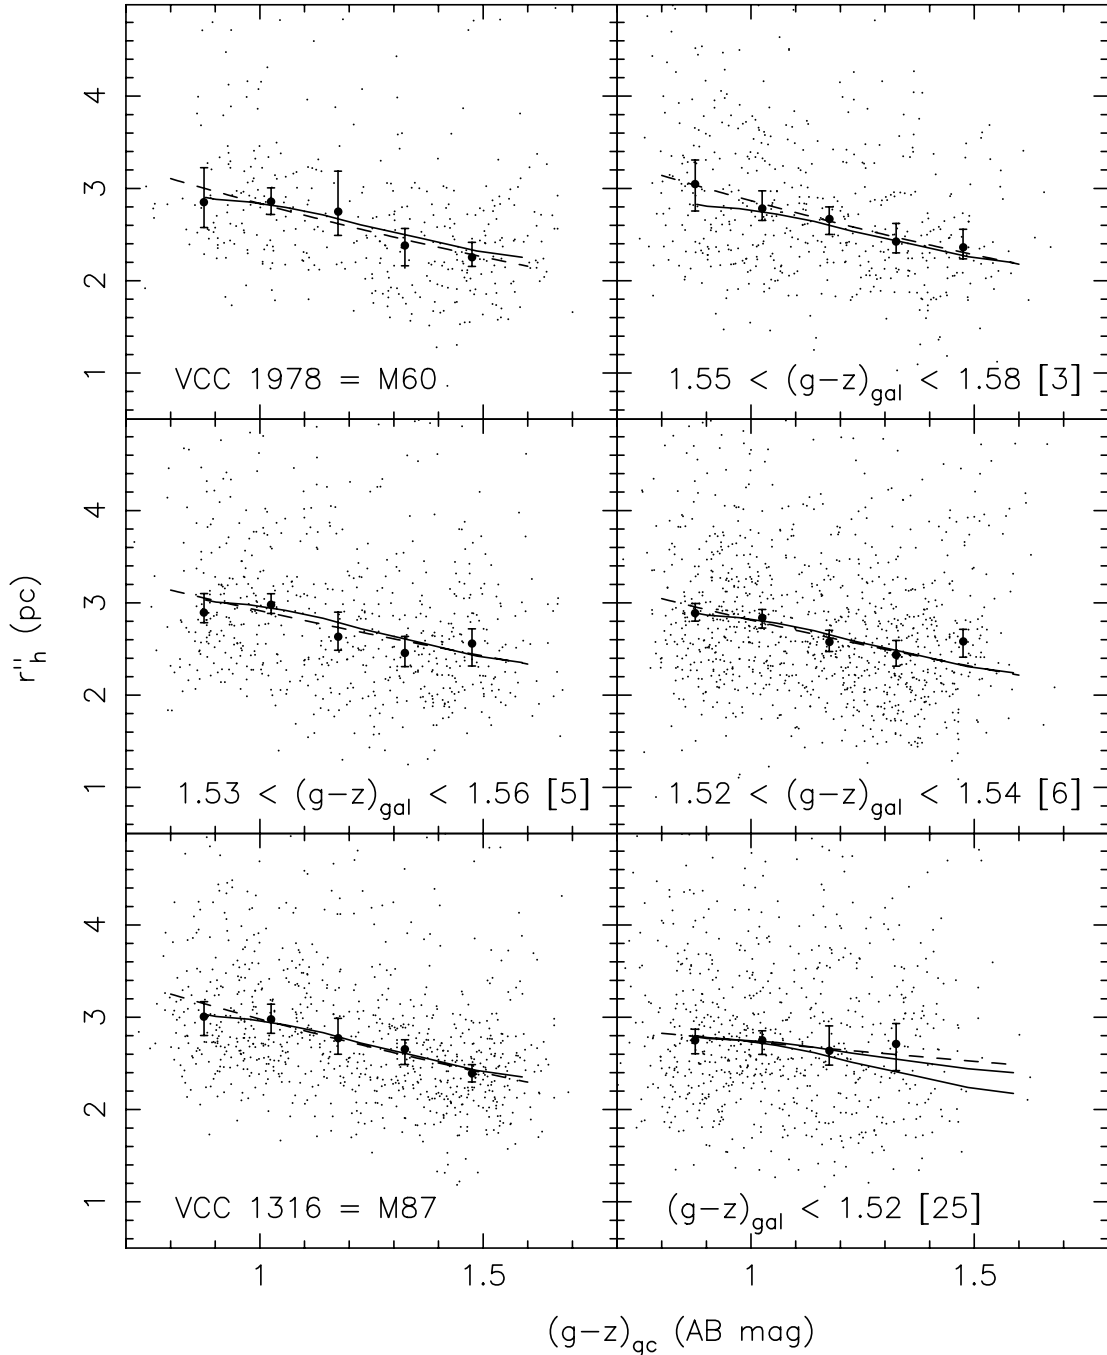 4
3
2
1
VCC 1978 = M60
1.55 < (g-z)gal < 1.58 [3]
4
3
2
1
1.53 < (g-z)gal < 1.56 [5]
1.52 < (g-z)gal < 1.54 [6]
r''h (pc)
4
3
2
1
VCC 1316 = M87
(g-z)gal < 1.52 [25]
1 1.5 1 1.5
(g-z)gc (AB mag)